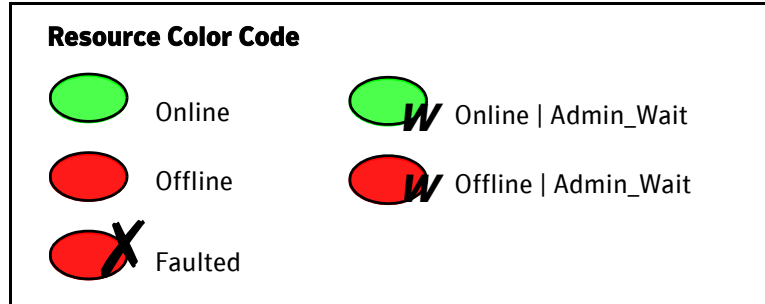 Resource Color Code
Online
W Online | Admin_Wait
Offline
W Offline | Admin_Wait
X Faulted